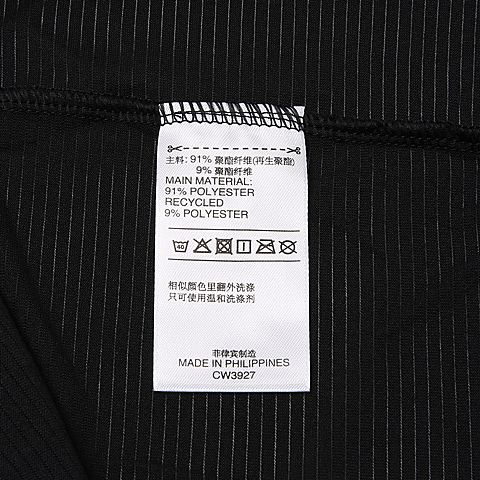 主料: 91% 聚酯纤维(再生聚酯)
9% 聚酯纤维
MAIN MATERIAL:
91% POLYESTER
RECYCLED
9% POLYESTER
40
相似颜色里翻外洗涤
只可使用温和洗涤剂
菲律宾制造
MADE IN PHILIPPINES
CW3927